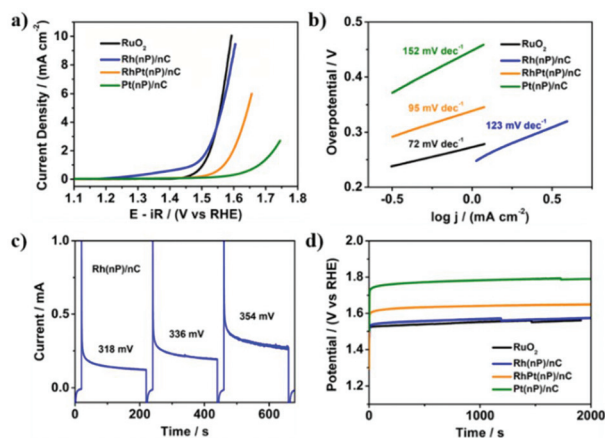 a)
RuO2
Rh(nP)/nC
RhPt(nP)/nC
Pt(nP)/nC
Current Density / (mA cm-2)
10
8
6
4
2
0
1.1 1.2 1.3 1.4 1.5 1.6 1.7 1.8
E - iR / (V vs RHE)
b)
RuO2
Rh(nP)/nC
RhPt(nP)/nC
Pt(nP)/nC
152 mV dec-1
95 mV dec-1
123 mV dec-1
72 mV dec-1
Overpotential / V
0.5
0.4
0.3
0.2
-0.5 0.0 0.5
log j / (mA cm-2)
c)
Rh(nP)/nC
318 mV
336 mV
354 mV
Current / mA
1.0
0.5
0.0
0 200 400 600
Time / s
d)
Potential / (V vs RHE)
2.0
1.8
1.6
1.4
1.2
RuO2
Rh(nP)/nC
RhPt(nP)/nC
Pt(nP)/nC
0 1000 2000
Time / s